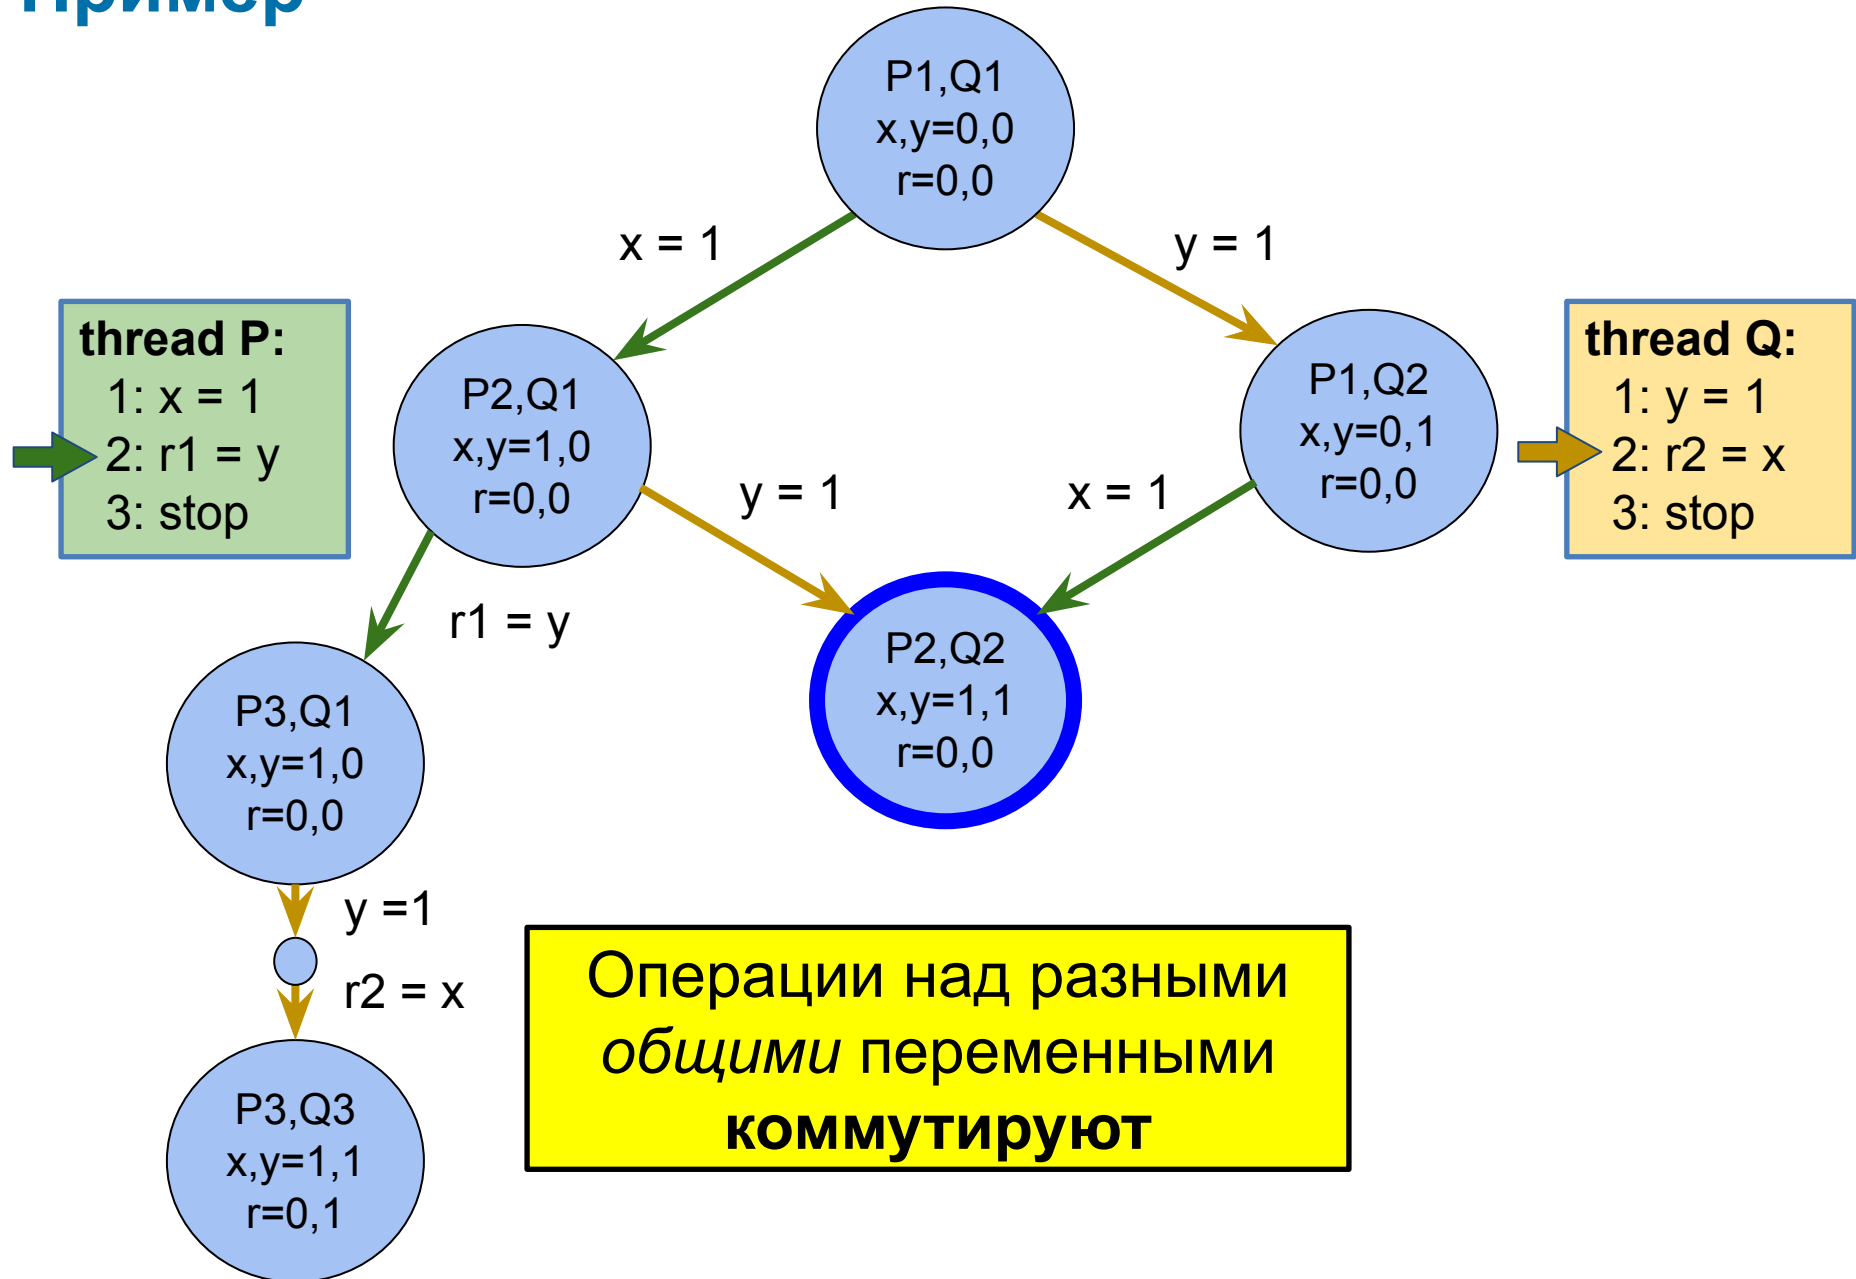 Пример
P1,Q1
x,y=0,0
r=0,0
x = 1
y = 1
thread P:
1: x = 1
2: r1 = y
3: stop
P2,Q1
x,y=1,0
r=0,0
P1,Q2
x,y=0,1
r=0,0
thread Q:
1: y = 1
2: r2 = x
3: stop
y = 1
x = 1
r1 = y
P2,Q2
x,y=1,1
r=0,0
P3,Q1
x,y=1,0
r=0,0
y =1
r2 = x
P3,Q3
x,y=1,1
r=0,1
Операции над разными
общими переменными
коммутируют